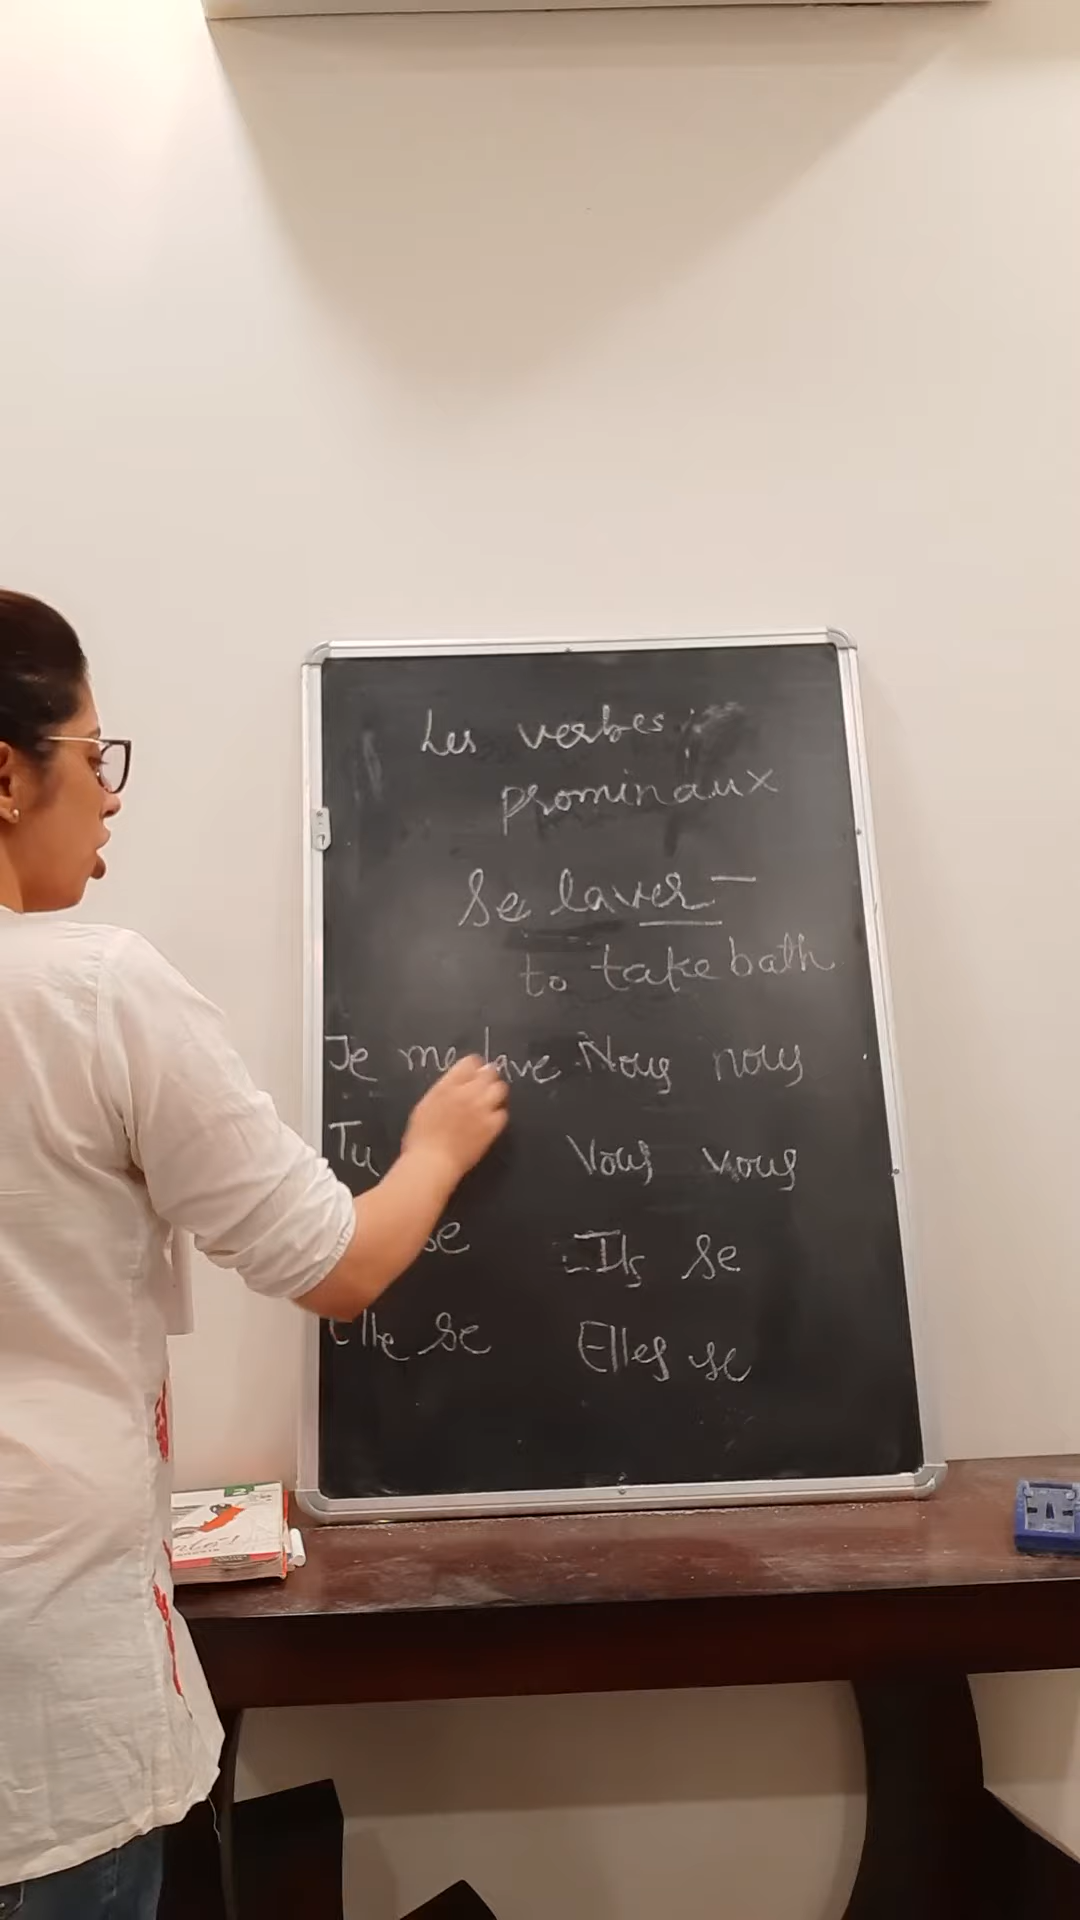 Les verbes :
prominaux
Se laver —
to take bath
Je me lave Nous nous
Tu Vous vous
se Ils se
Elle se Elles se
2